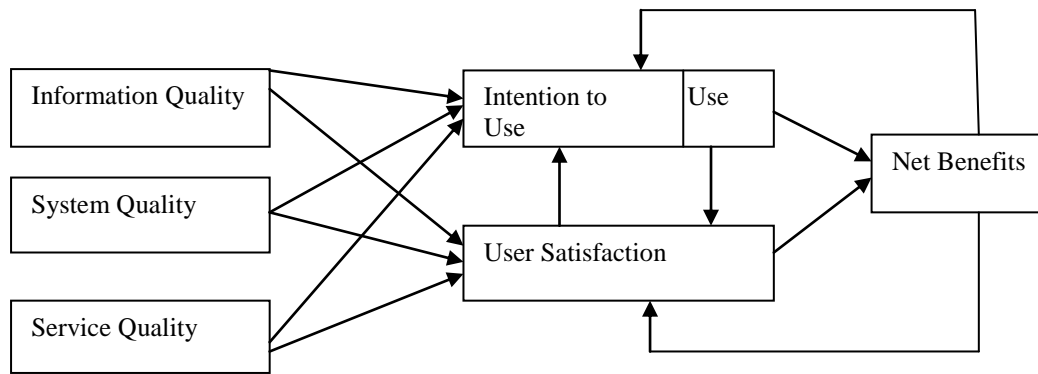 Information Quality
System Quality
Service Quality
Intention to
Use
Use
User Satisfaction
Net Benefits